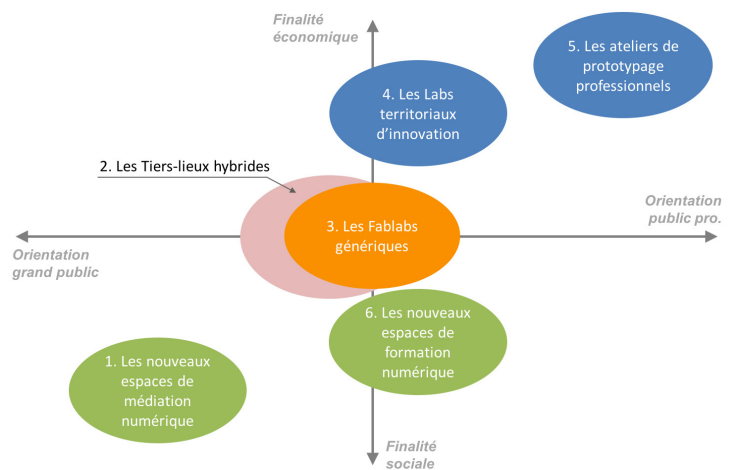 Finalité
économique
5. Les ateliers de
prototypage
professionnels
4. Les Labs
territoriaux
d'innovation
2. Les Tiers-lieux hybrides
Orientation
public pro.
3. Les Fablabs
génériques
Orientation
grand public
6. Les nouveaux
espaces de
formation
numérique
1. Les nouveaux
espaces de
médiation
numérique
Finalité
sociale